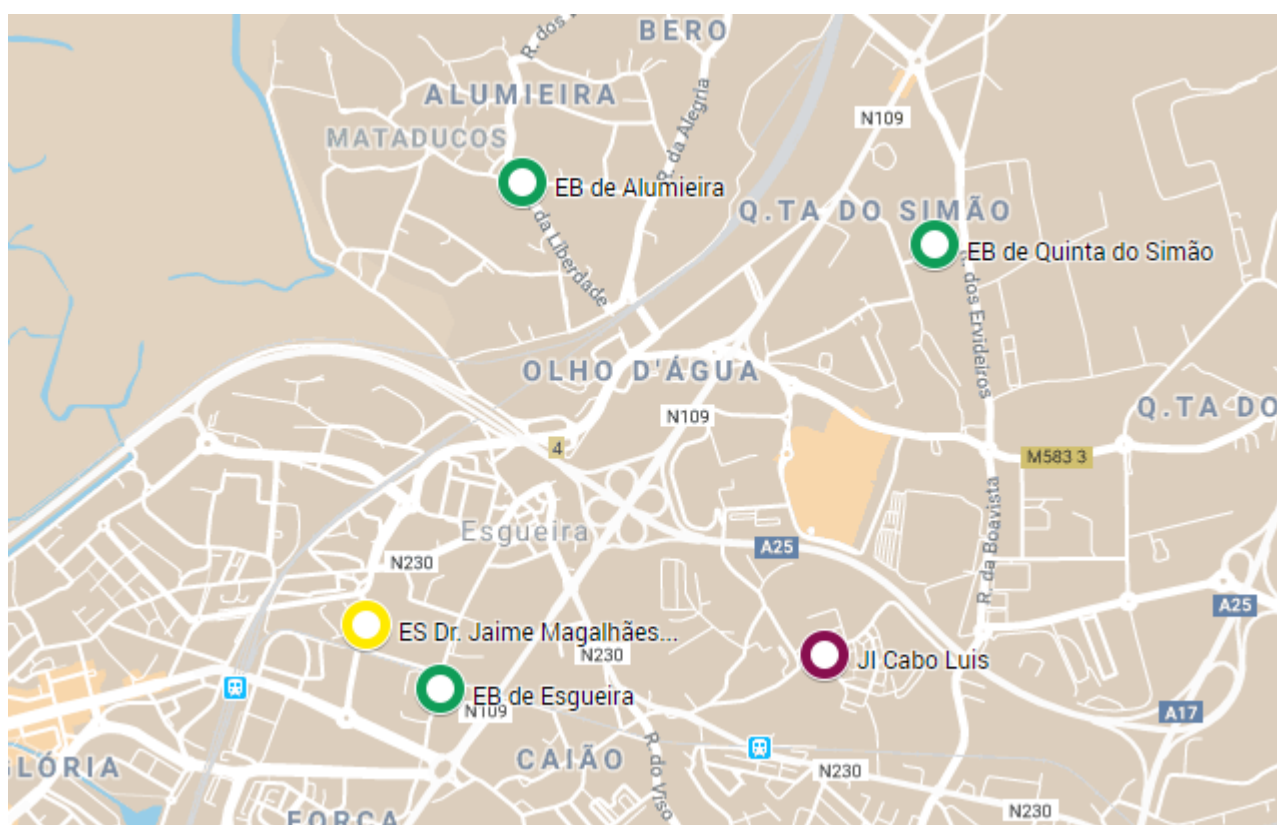 R. dos
BERO
ALUMIEIRA
R. da Alegria
N109
MATADUCOS
EB de Alumieira
Q.TA DO SIMÃO
da Liberdade
EB de Quinta do Simão
R. dos Ervideiros
OLHO D'ÁGUA
N109
Q.TA DO
4
M583 3
Esgueira
R. da Boavista
A25
N230
A25
ES Dr. Jaime Magalhães...
N230
JI Cabo Luis
EB de Esgueira
N109
A17
R. do Viso
CAIÃO
GLÓRIA
N230
N230
FORCA